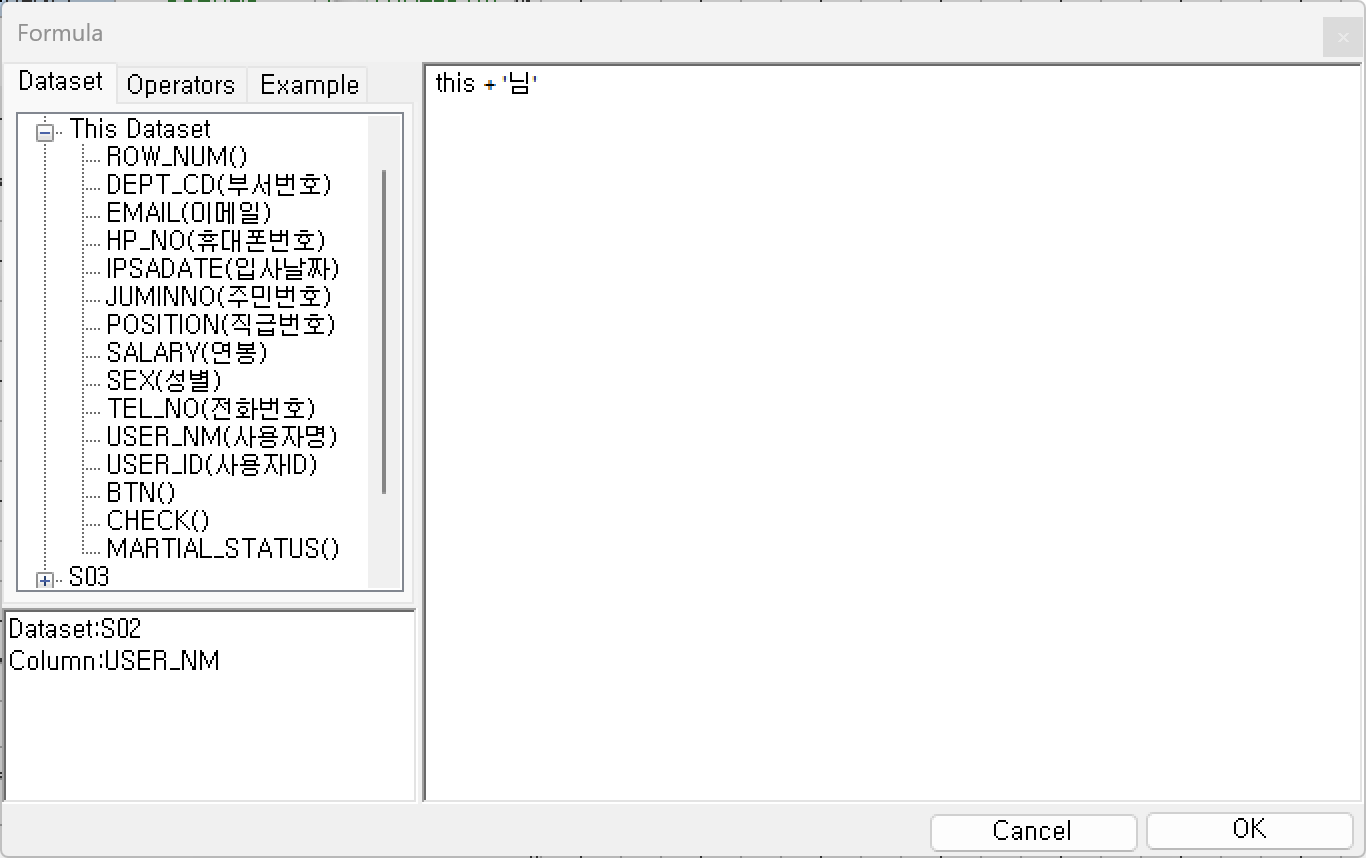 Formula
Dataset Operators Example
This Dataset
ROW_NUM()
DEPT_CD(부서번호)
EMAIL(이메일)
HP_NO(휴대폰번호)
IPSADATE(입사날짜)
JUMINNO(주민번호)
POSITION(직급번호)
SALARY(연봉)
SEX(성별)
TEL_NO(전화번호)
USER_NM(사용자명)
USER_ID(사용자ID)
BTN()
CHECK()
MARTIAL_STATUS()
S03
Dataset:S02
Column:USER_NM
this + '님'
Cancel OK